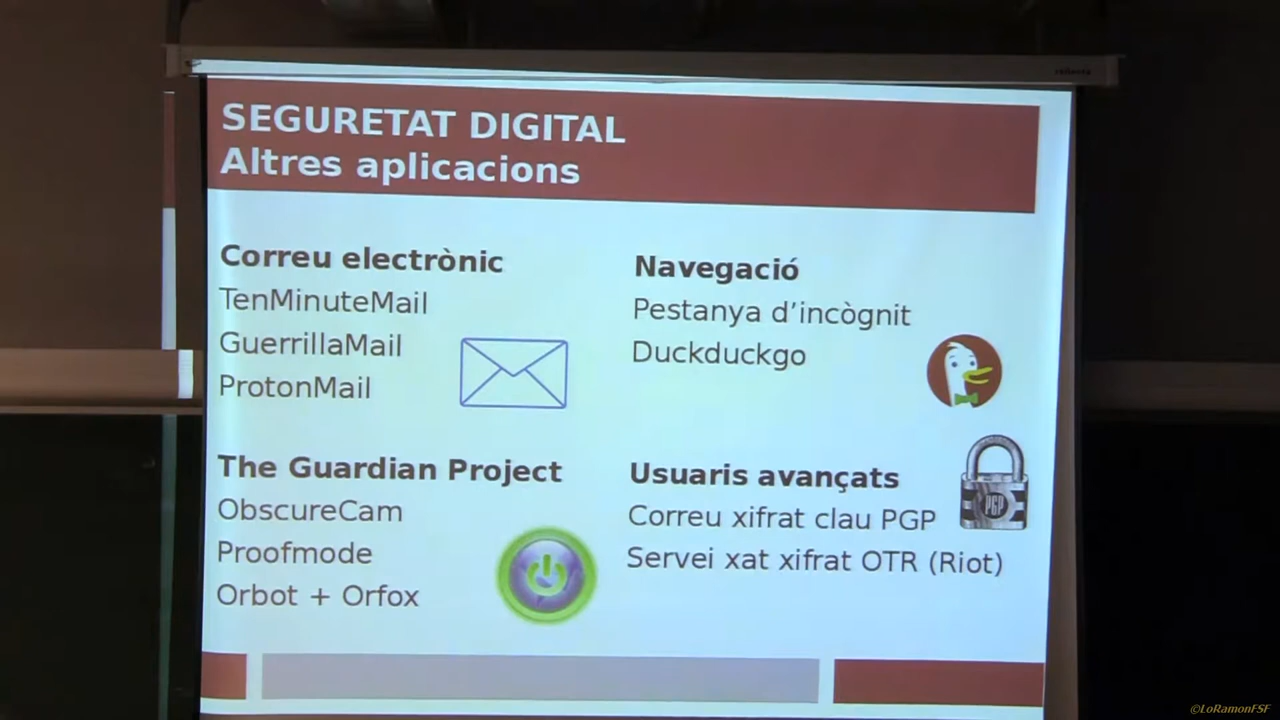 SEGURETAT DIGITAL
Altres aplicacions
Correu electrònic
TenMinuteMail
GuerrillaMail
ProtonMail
Navegació
Pestanya d’incògnit
Duckduckgo
The Guardian Project
ObscureCam
Proofmode
Orbot + Orfox
Usuaris avançats
Correu xifrat clau PGP
Servei xat xifrat OTR (Riot)
PGP
©LoRamonFSF